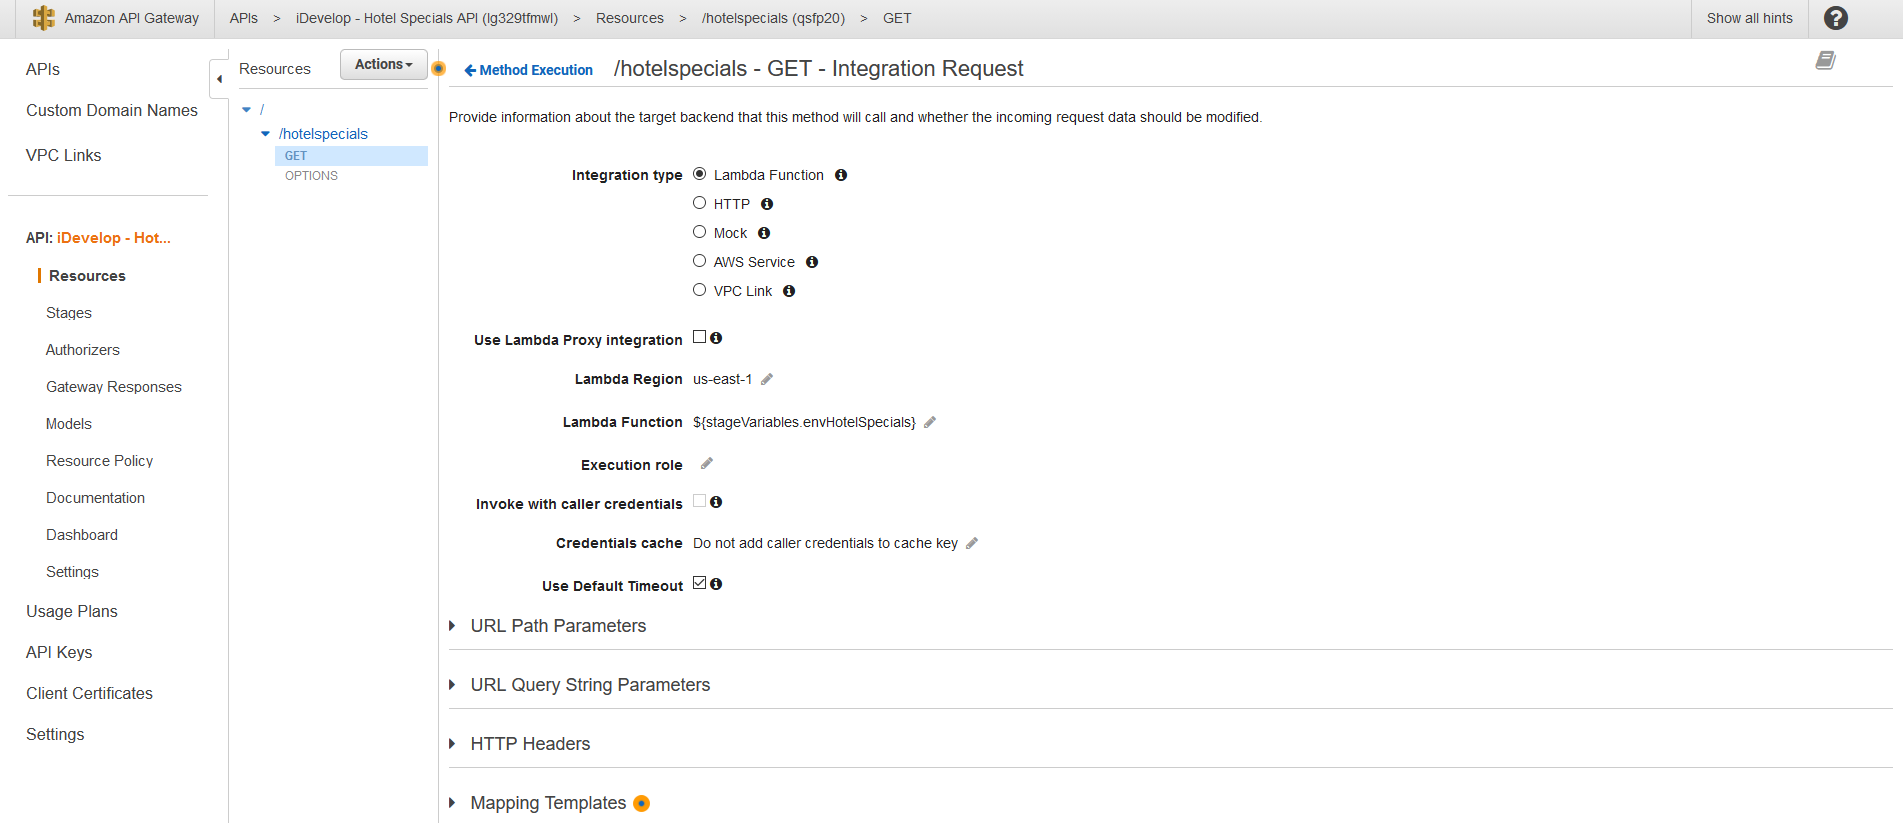 Amazon API Gateway
APIs > iDevelop - Hotel Specials API (lg329tfmwl) > Resources > /hotelspecials (qsfp20) > GET
Show all hints
?
APIs
Custom Domain Names
VPC Links
API: iDevelop - Hot...
Resources
Stages
Authorizers
Gateway Responses
Models
Resource Policy
Documentation
Dashboard
Settings
Usage Plans
API Keys
Client Certificates
Settings
Resources
Actions
/
/hotelspecials
GET
OPTIONS
Method Execution /hotelspecials - GET - Integration Request
Provide information about the target backend that this method will call and whether the incoming request data should be modified.
Integration type Lambda Function
HTTP
Mock
AWS Service
VPC Link
Use Lambda Proxy integration
Lambda Region us-east-1
Lambda Function ${stageVariables.envHotelSpecials}
Execution role
Invoke with caller credentials
Credentials cache Do not add caller credentials to cache key
Use Default Timeout
URL Path Parameters
URL Query String Parameters
HTTP Headers
Mapping Templates